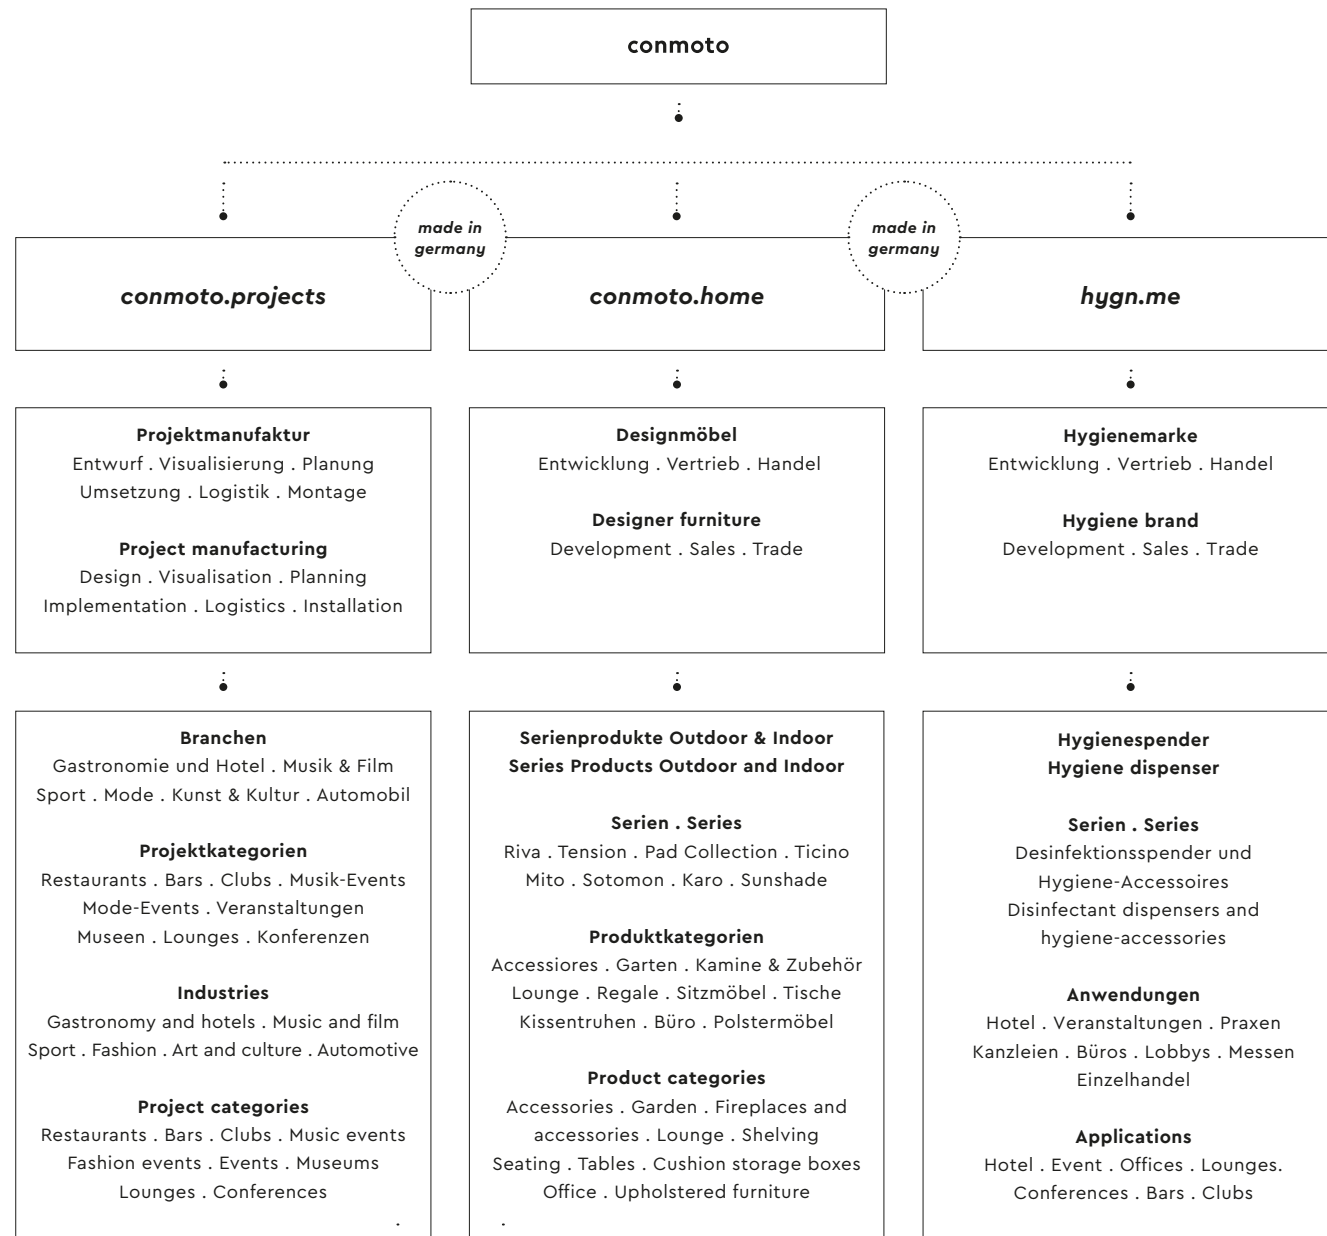 conmoto
made in
germany
made in
germany
conmoto.projects
conmoto.home
hygn.me
Projektmanufaktur
Entwurf . Visualisierung . Planung
Umsetzung . Logistik . Montage
Project manufacturing
Design . Visualisation . Planning
Implementation . Logistics . Installation
Designmöbel
Entwicklung . Vertrieb . Handel
Designer furniture
Development . Sales . Trade
Hygienemarke
Entwicklung . Vertrieb . Handel
Hygiene brand
Development . Sales . Trade
Branchen
Gastronomie und Hotel . Musik & Film
Sport . Mode . Kunst & Kultur . Automobil
Projektkategorien
Restaurants . Bars . Clubs . Musik-Events
Mode-Events . Veranstaltungen
Museen . Lounges . Konferenzen
Industries
Gastronomy and hotels . Music and film
Sport . Fashion . Art and culture . Automotive
Project categories
Restaurants . Bars . Clubs . Music events
Fashion events . Events . Museums
Lounges . Conferences
Serienprodukte Outdoor & Indoor
Series Products Outdoor and Indoor
Serien . Series
Riva . Tension . Pad Collection . Ticino
Mito . Sotomon . Karo . Sunshade
Produktkategorien
Accessiores . Garten . Kamine & Zubehör
Lounge . Regale . Sitzmöbel . Tische
Kissentruhen . Büro . Polstermöbel
Product categories
Accessories . Garden . Fireplaces and
accessories . Lounge . Shelving
Seating . Tables . Cushion storage boxes
Office . Upholstered furniture
Hygienespender
Hygiene dispenser
Serien . Series
Desinfektionsspender und
Hygiene-Accessoires
Disinfectant dispensers and
hygiene-accessories
Anwendungen
Hotel . Veranstaltungen . Praxen
Kanzleien . Büros . Lobbys . Messen
Einzelhandel
Applications
Hotel . Event . Offices . Lounges.
Conferences . Bars . Clubs